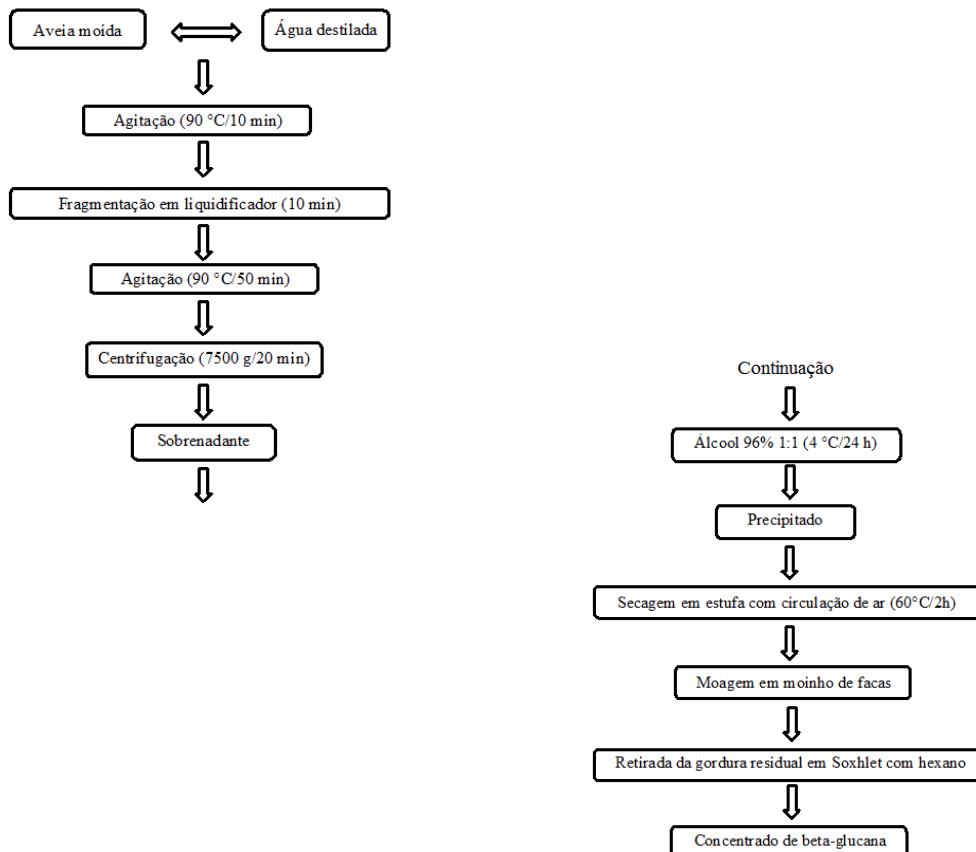 Aveia moída
Água destilada
Agitação (90 °C/10 min)
Fragmentação em liquidificador (10 min)
Agitação (90 °C/50 min)
Centrifugação (7500 g/20 min)
Sobrenadante
Continuação
Álcool 96% 1:1 (4 °C/24 h)
Precipitado
Secagem em estufa com circulação de ar (60°C/2h)
Moagem em moinho de facas
Retirada da gordura residual em Soxhlet com hexano
Concentrado de beta-glucana